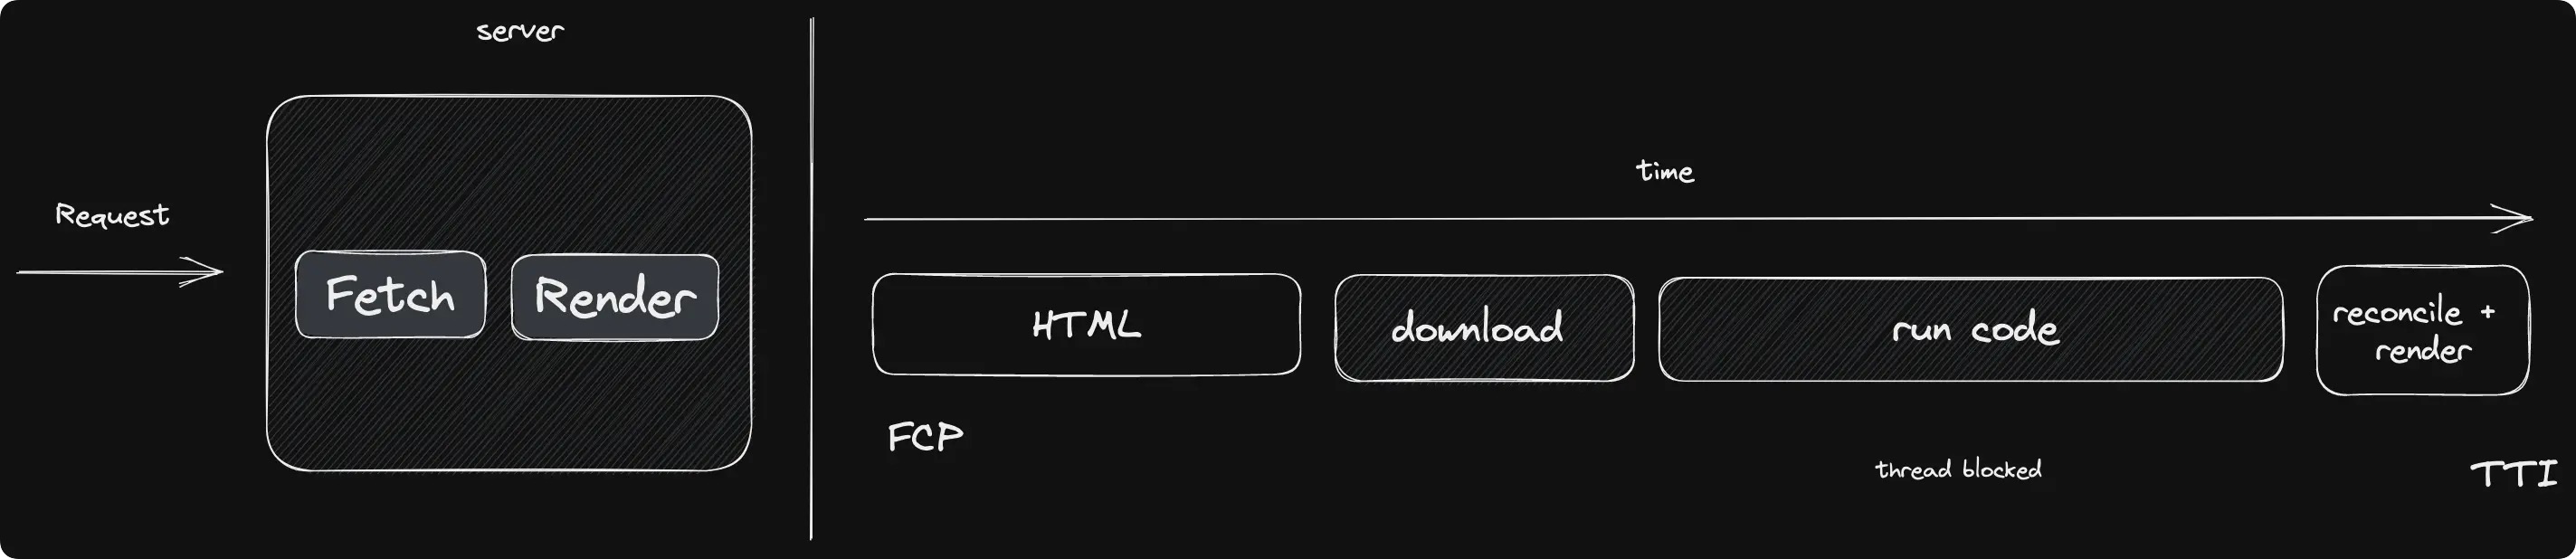 server
Request
Fetch
Render
time
HTML
download
run code
reconcile +
render
FCP
thread blocked
TTI